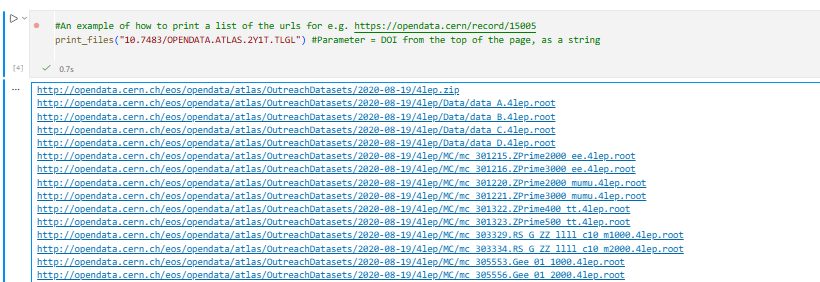 #An example of how to print a list of the urls for e.g. https://opendata.cern/record/15005
print_files("10.7483/OPENDATA.ATLAS.2Y1T.TLGL") #Parameter = DOI from the top of the page, as a string
[4]
0.7s
...
http://opendata.cern.ch/eos/opendata/atlas/OutreachDatasets/2020-08-19/4lep.zip
http://opendata.cern.ch/eos/opendata/atlas/OutreachDatasets/2020-08-19/4lep/Data/data_A.4lep.root
http://opendata.cern.ch/eos/opendata/atlas/OutreachDatasets/2020-08-19/4lep/Data/data_B.4lep.root
http://opendata.cern.ch/eos/opendata/atlas/OutreachDatasets/2020-08-19/4lep/Data/data_C.4lep.root
http://opendata.cern.ch/eos/opendata/atlas/OutreachDatasets/2020-08-19/4lep/Data/data_D.4lep.root
http://opendata.cern.ch/eos/opendata/atlas/OutreachDatasets/2020-08-19/4lep/MC/mc_301215.ZPrime2000_ee.4lep.root
http://opendata.cern.ch/eos/opendata/atlas/OutreachDatasets/2020-08-19/4lep/MC/mc_301216.ZPrime3000_ee.4lep.root
http://opendata.cern.ch/eos/opendata/atlas/OutreachDatasets/2020-08-19/4lep/MC/mc_301220.ZPrime2000_mumu.4lep.root
http://opendata.cern.ch/eos/opendata/atlas/OutreachDatasets/2020-08-19/4lep/MC/mc_301221.ZPrime3000_mumu.4lep.root
http://opendata.cern.ch/eos/opendata/atlas/OutreachDatasets/2020-08-19/4lep/MC/mc_301322.ZPrime400_tt.4lep.root
http://opendata.cern.ch/eos/opendata/atlas/OutreachDatasets/2020-08-19/4lep/MC/mc_301323.ZPrime500_tt.4lep.root
http://opendata.cern.ch/eos/opendata/atlas/OutreachDatasets/2020-08-19/4lep/MC/mc_303329.RS_G_ZZ_llll_c10_m1000.4lep.root
http://opendata.cern.ch/eos/opendata/atlas/OutreachDatasets/2020-08-19/4lep/MC/mc_303334.RS_G_ZZ_llll_c10_m2000.4lep.root
http://opendata.cern.ch/eos/opendata/atlas/OutreachDatasets/2020-08-19/4lep/MC/mc_305553.Gee_01_1000.4lep.root
http://opendata.cern.ch/eos/opendata/atlas/OutreachDatasets/2020-08-19/4lep/MC/mc_305556.Gee_01_2000.4lep.root